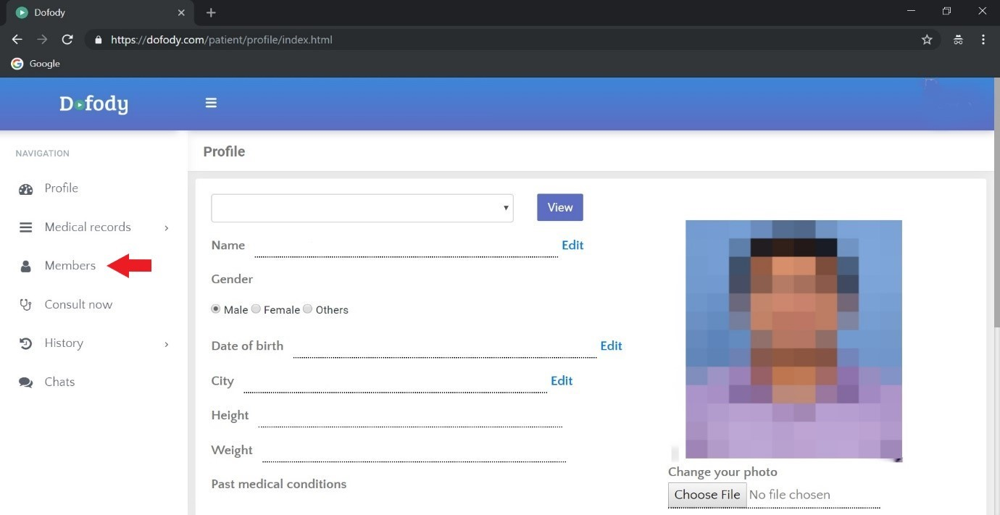 Dofody
https://dofody.com/patient/profile/index.html
Google
Dofody
NAVIGATION
Profile
Medical records
Members
Consult now
History
Chats
Profile
View
Name Edit
Gender
Male Female Others
Date of birth Edit
City Edit
Height
Weight
Past medical conditions
Change your photo
Choose File No file chosen